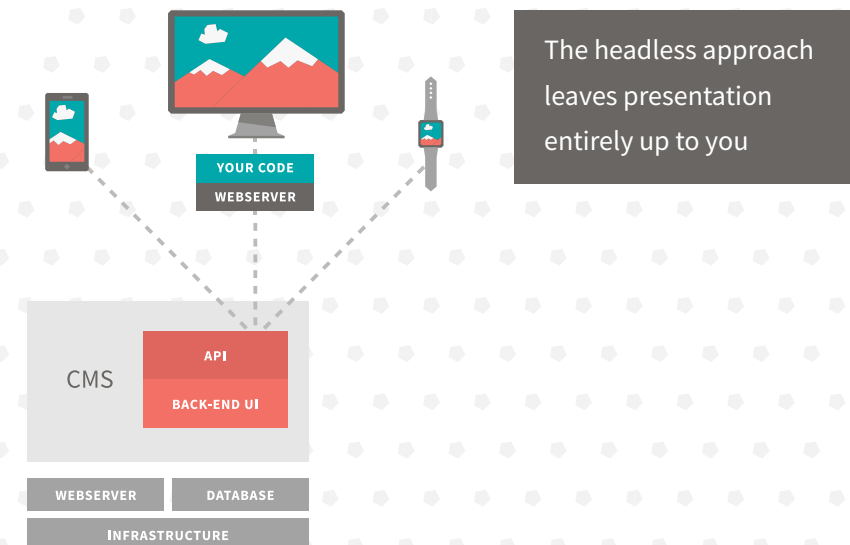 The headless approach
leaves presentation
entirely up to you
YOUR CODE
WEBSERVER
CMS
API
BACK-END UI
WEBSERVER
DATABASE
INFRASTRUCTURE